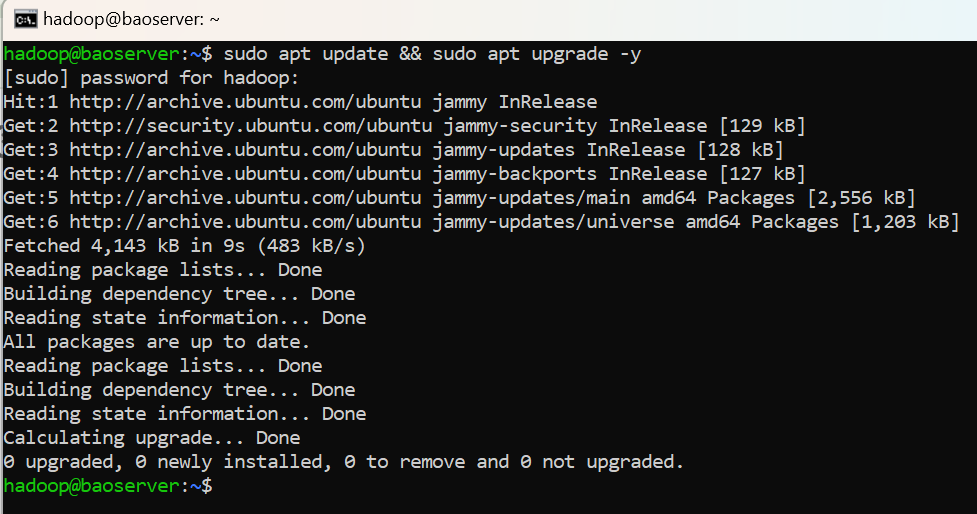 hadoop@baoserver: ~
hadoop@baoserver:~$ sudo apt update && sudo apt upgrade -y
[sudo] password for hadoop:
Hit:1 http://archive.ubuntu.com/ubuntu jammy InRelease
Get:2 http://security.ubuntu.com/ubuntu jammy-security InRelease [129 kB]
Get:3 http://archive.ubuntu.com/ubuntu jammy-updates InRelease [128 kB]
Get:4 http://archive.ubuntu.com/ubuntu jammy-backports InRelease [127 kB]
Get:5 http://archive.ubuntu.com/ubuntu jammy-updates/main amd64 Packages [2,556 kB]
Get:6 http://archive.ubuntu.com/ubuntu jammy-updates/universe amd64 Packages [1,203 kB]
Fetched 4,143 kB in 9s (483 kB/s)
Reading package lists... Done
Building dependency tree... Done
Reading state information... Done
All packages are up to date.
Reading package lists... Done
Building dependency tree... Done
Reading state information... Done
Calculating upgrade... Done
0 upgraded, 0 newly installed, 0 to remove and 0 not upgraded.
hadoop@baoserver:~$